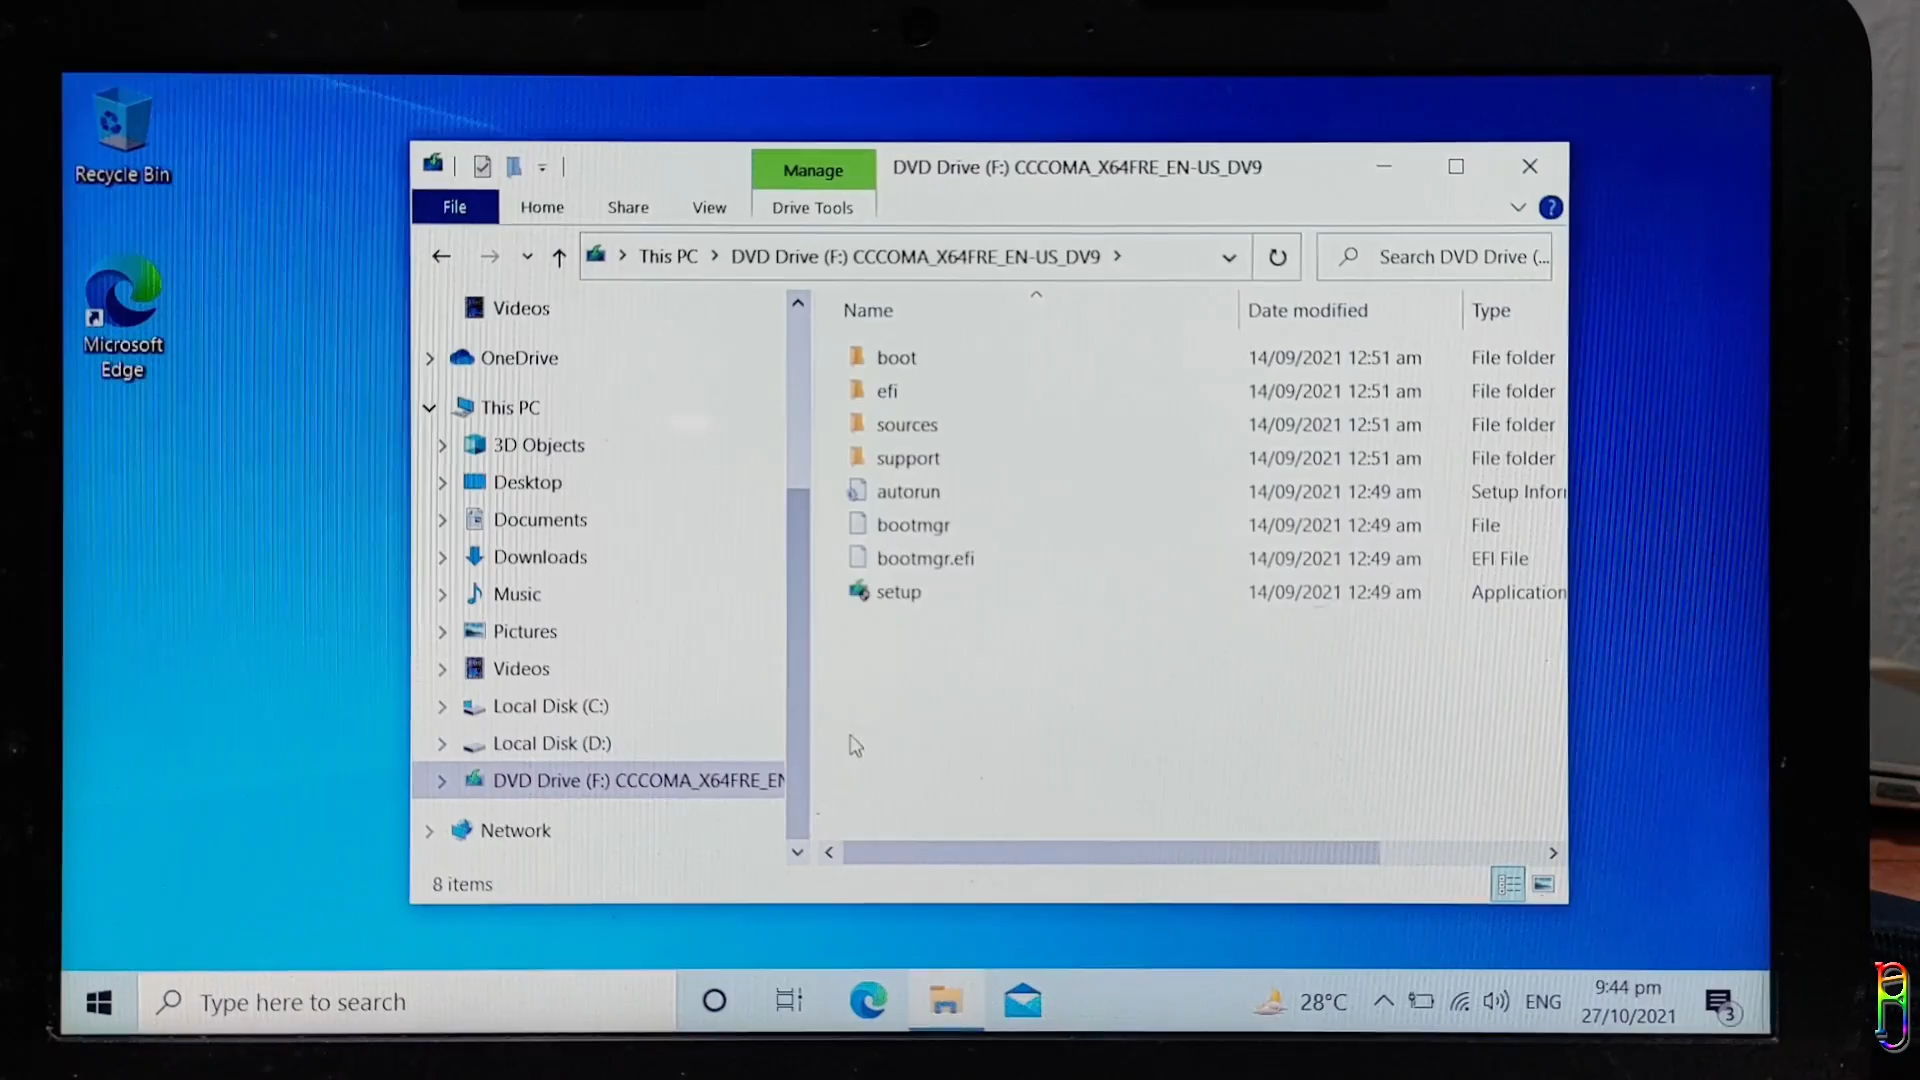 Recycle Bin
Microsoft
Edge
Manage
DVD Drive (F:) CCCOMA_X64FRE_EN-US_DV9
File
Home
Share
View
Drive Tools
?
This PC
DVD Drive (F:) CCCOMA_X64FRE_EN-US_DV9
Search DVD Drive (...
Videos
OneDrive
This PC
3D Objects
Desktop
Documents
Downloads
Music
Pictures
Videos
Local Disk (C:)
Local Disk (D:)
DVD Drive (F:) CCCOMA_X64FRE_EN
Network
Name Date modified Type
boot 14/09/2021 12:51 am File folder
efi 14/09/2021 12:51 am File folder
sources 14/09/2021 12:51 am File folder
support 14/09/2021 12:51 am File folder
autorun 14/09/2021 12:49 am Setup Infor
bootmgr 14/09/2021 12:49 am File
bootmgr.efi 14/09/2021 12:49 am EFI File
setup 14/09/2021 12:49 am Application
8 items
Type here to search
28°C
ENG
9:44 pm
27/10/2021
3